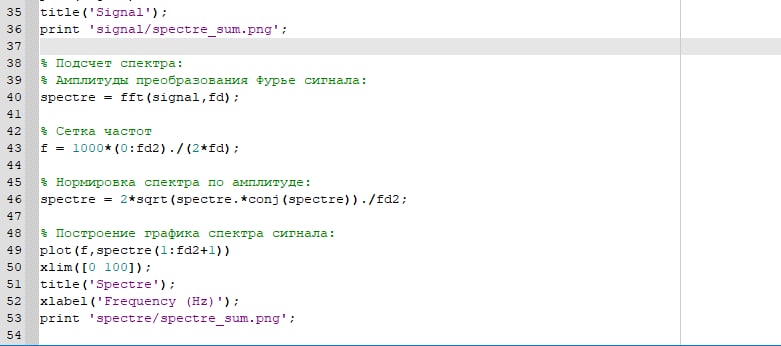 35 title('Signal');
36 print 'signal/spectre_sum.png';
37
38 % Подсчет спектра:
39 % Амплитуды преобразования Фурье сигнала:
40 spectre = fft(signal,fd);
41
42 % Сетка частот
43 f = 1000*(0:fd2)./(2*fd);
44
45 % Нормировка спектра по амплитуде:
46 spectre = 2*sqrt(spectre.*conj(spectre))./fd2;
47
48 % Построение графика спектра сигнала:
49 plot(f,spectre(1:fd2+1))
50 xlim([0 100]);
51 title('Spectre');
52 xlabel('Frequency (Hz)');
53 print 'spectre/spectre_sum.png';
54